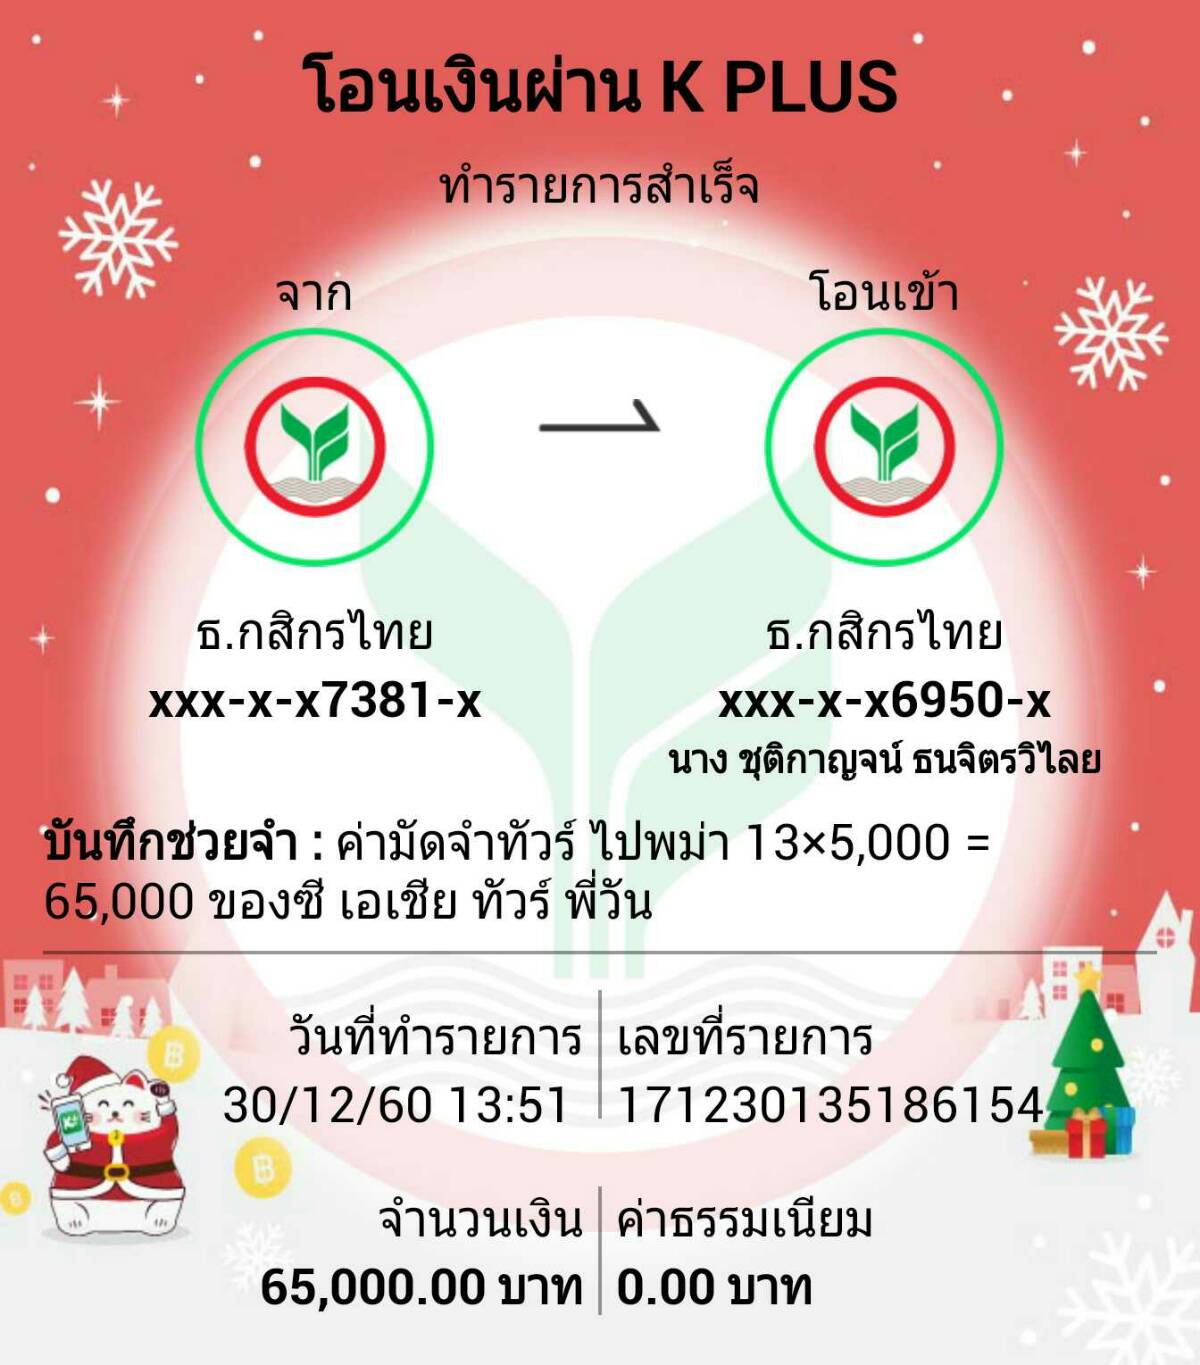 โอนเงินผ่าน K PLUS
ทำรายการสำเร็จ
จาก
โอนเข้า
ธ.กสิกรไทย
ธ.กสิกรไทย
xxx-x-x7381-x
xxx-x-x6950-x
นาง ชุติกาญจน์ ธนจิตรวิไลย
บันทึกช่วยจำ : ค่ามัดจำทัวร์ ไปพม่า 13×5,000 =
65,000 ของซี เอเชีย ทัวร์ พี่วัน
วันที่ทำรายการ
เลขที่รายการ
30/12/60 13:51
171230135186154
จำนวนเงิน
ค่าธรรมเนียม
65,000.00 บาท
0.00 บาท